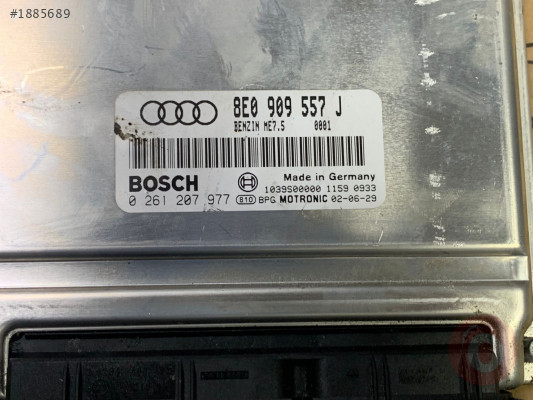 #1885689
8E0 909 557 J
BENZIN ME7.5 0001
Made in Germany
BOSCH
1039S00000 1159 0933
0 261 207 977 810 BPG MOTRONIC 02-06-29